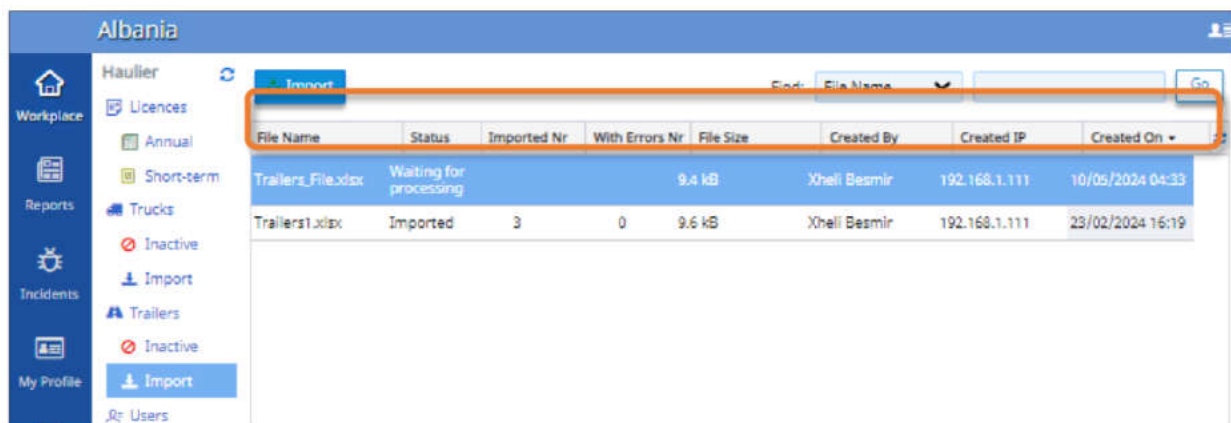 Albania
Workplace
Reports
Incidents
My Profile
Haulier
Licences
Annual
Short-term
Trucks
Inactive
Import
Trailers
Inactive
Import
Users
Import Find: File Name Go
File Name Status Imported Nr With Errors Nr File Size Created By Created IP Created On
Trailers_File.xlsx Waiting for processing 9.4 kB Xheli Besmir 192.168.1.111 10/05/2024 04:33
Trailers1.xlsx Imported 3 0 9.6 kB Xheli Besmir 192.168.1.111 23/02/2024 16:19